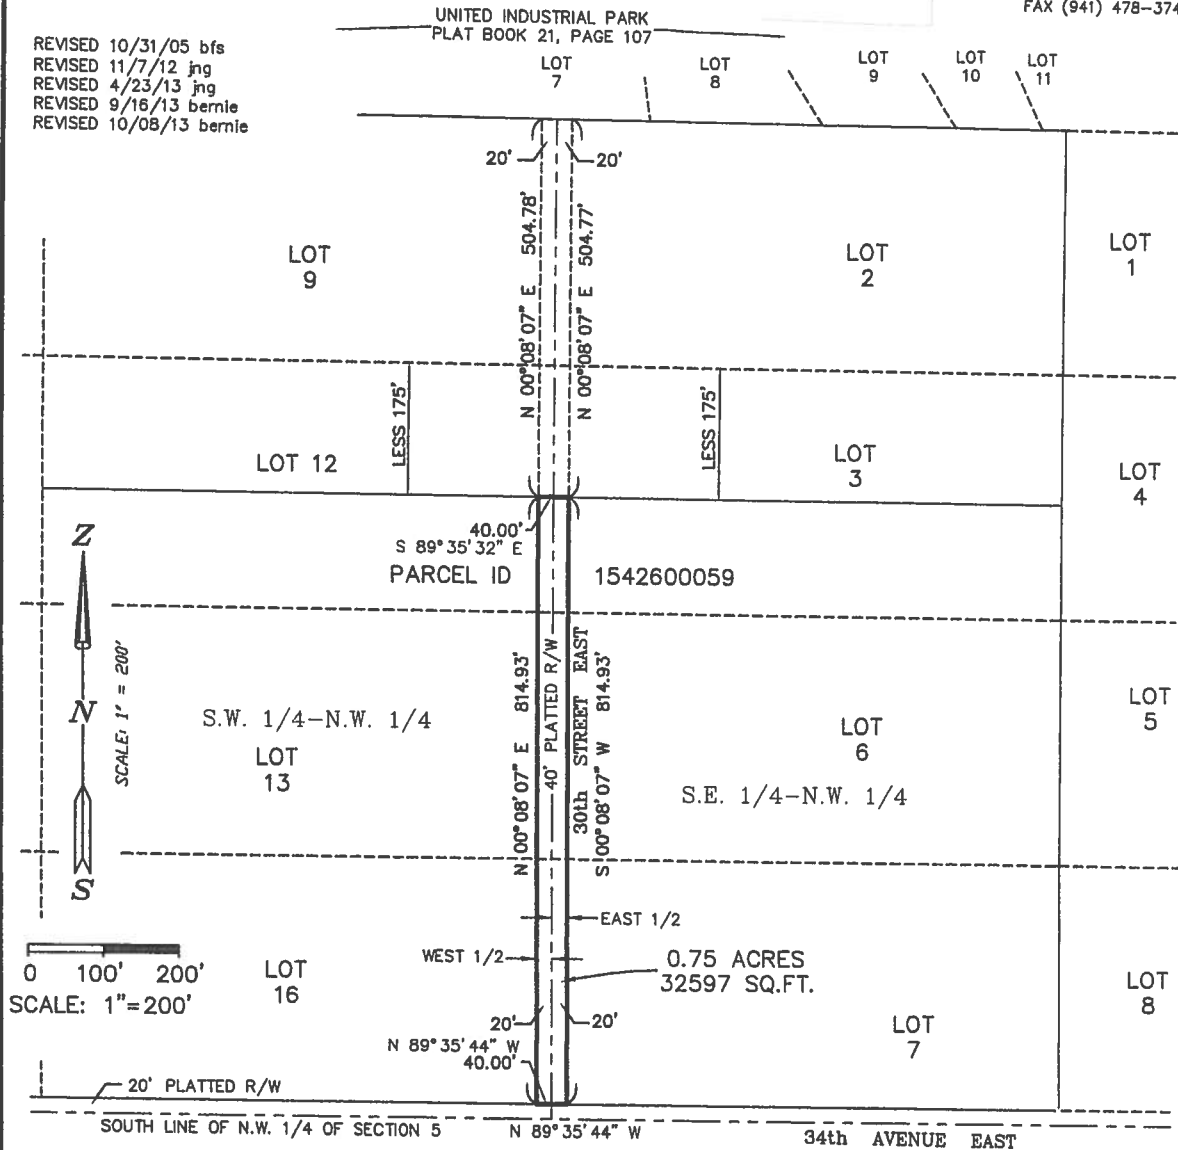 UNITED INDUSTRIAL PARK
PLAT BOOK 21, PAGE 107
FAX (941) 478-374
REVISED 10/31/05 bfs
REVISED 11/7/12 jng
REVISED 4/23/13 jng
REVISED 9/16/13 bernie
REVISED 10/08/13 bernie
LOT
7
LOT
8
LOT
9
LOT
10
LOT
11
20'
20'
N 00°08'07" E 504.78'
N 00°08'07" E 504.77'
LOT
9
LOT
2
LOT
1
LESS 175'
LESS 175'
LOT 12
LOT
3
LOT
4
40.00'
S 89°35'32" E
PARCEL ID 1542600059
Z
N
S
SCALE: 1" = 200'
S.W. 1/4-N.W. 1/4
LOT
13
N 00°08'07" E 814.93'
40' PLATTED R/W
30th STREET EAST
S 00°08'07" W 814.93'
LOT
6
S.E. 1/4-N.W. 1/4
LOT
5
EAST 1/2
WEST 1/2
0.75 ACRES
32597 SQ.FT.
0 100' 200'
SCALE: 1"=200'
LOT
16
20'
20'
N 89°35'44" W
40.00'
LOT
7
LOT
8
20' PLATTED R/W
SOUTH LINE OF N.W. 1/4 OF SECTION 5
N 89°35'44" W
34th AVENUE EAST